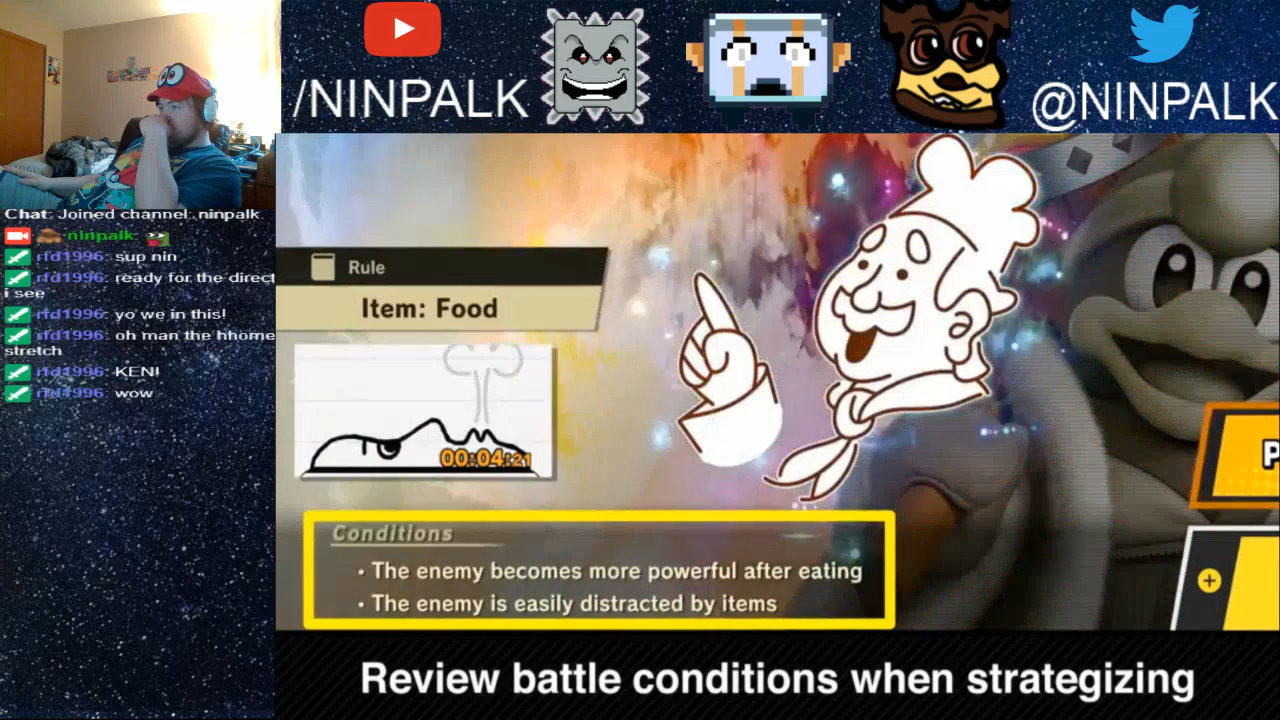 /NINPALK
@NINPALK
Chat: Joined channel: ninpalk.
ninpalk:
rfd1996: sup nin
rfd1996: ready for the direct
i see
rfd1996: yo we in this!
rfd1996: oh man the hhome
stretch
rfd1996: KEN!
rfd1996: wow
Rule
Item: Food
00:04:21
Conditions
• The enemy becomes more powerful after eating
• The enemy is easily distracted by items
P
Review battle conditions when strategizing